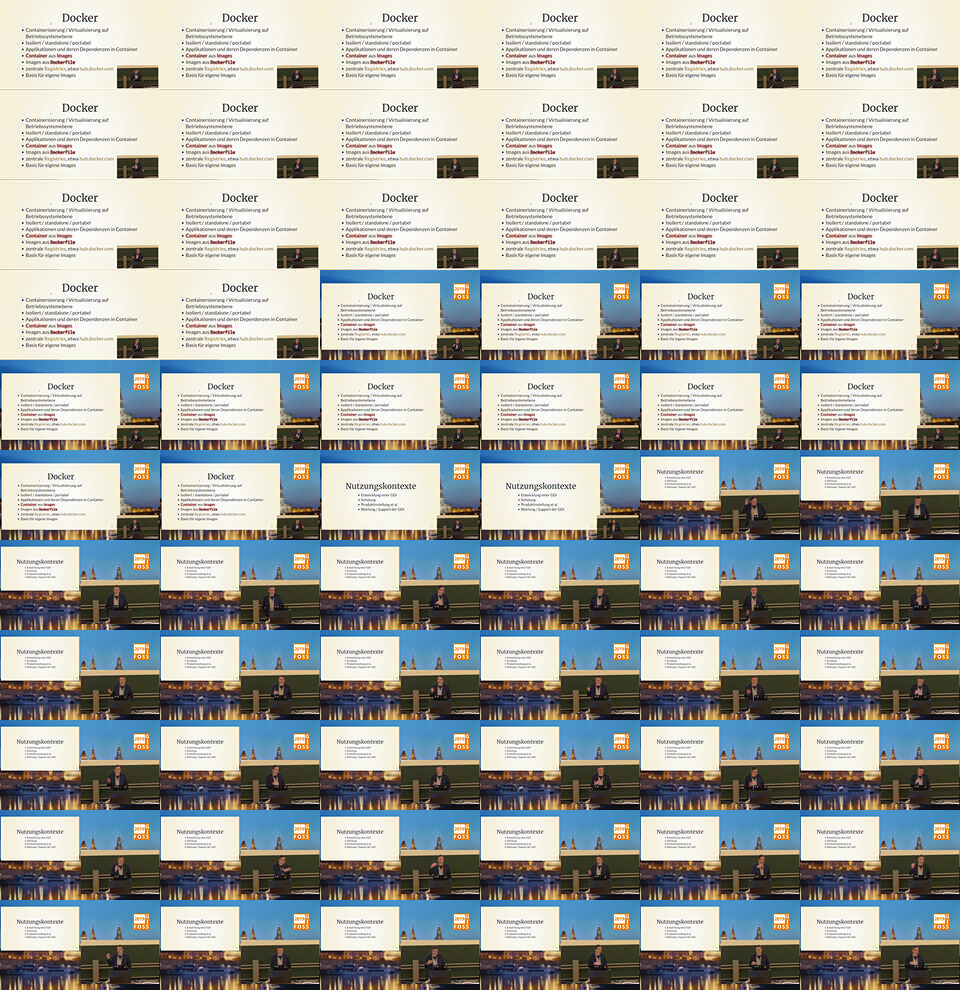 Docker
• Containerisierung / Virtualisierung auf
Betriebssystemebene
• Isoliert / standalone / portabel
• Applikationen und deren Dependenzen in Container
• Container aus Images
• Images aus Dockerfile
• zentrale Registries, etwa hub.docker.com
• Basis für eigene Images
2019
FOSS
Nutzungskontexte
• Entwicklung einer GDI
• Schulung
• Produktivstellung
• Wartung / Support der GDI